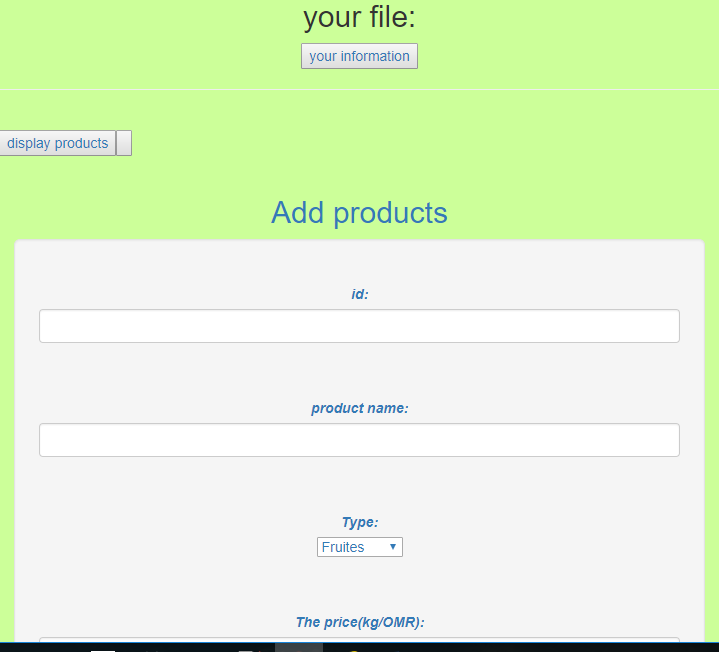 your file:
your information
display products
Add products
id:
product name:
Type:
Fruites
The price(kg/OMR):